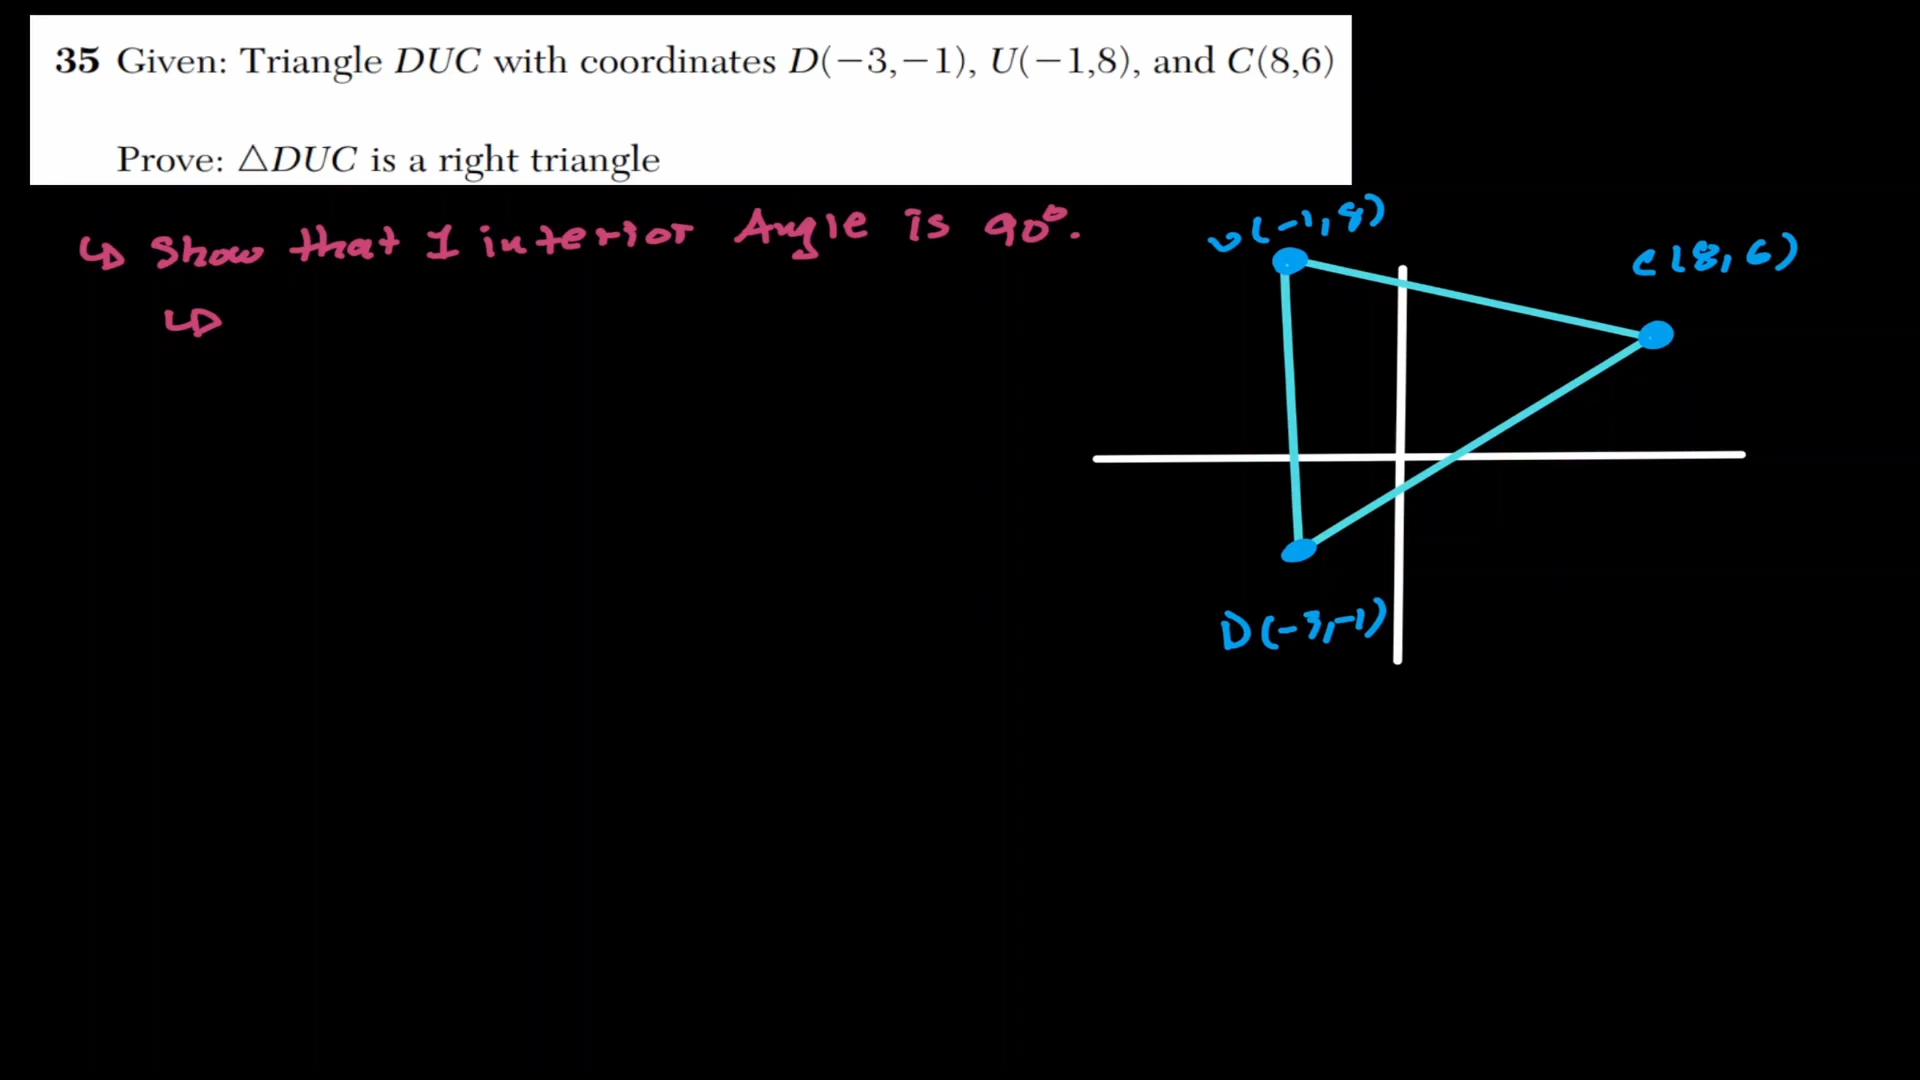 35 Given: Triangle DUC with coordinates D(−3,−1), U(−1,8), and C(8,6)
Prove: △DUC is a right triangle
↳ Show that 1 interior Angle is 90°.
↳
U(-1,8)
C(8,6)
D(-3,-1)